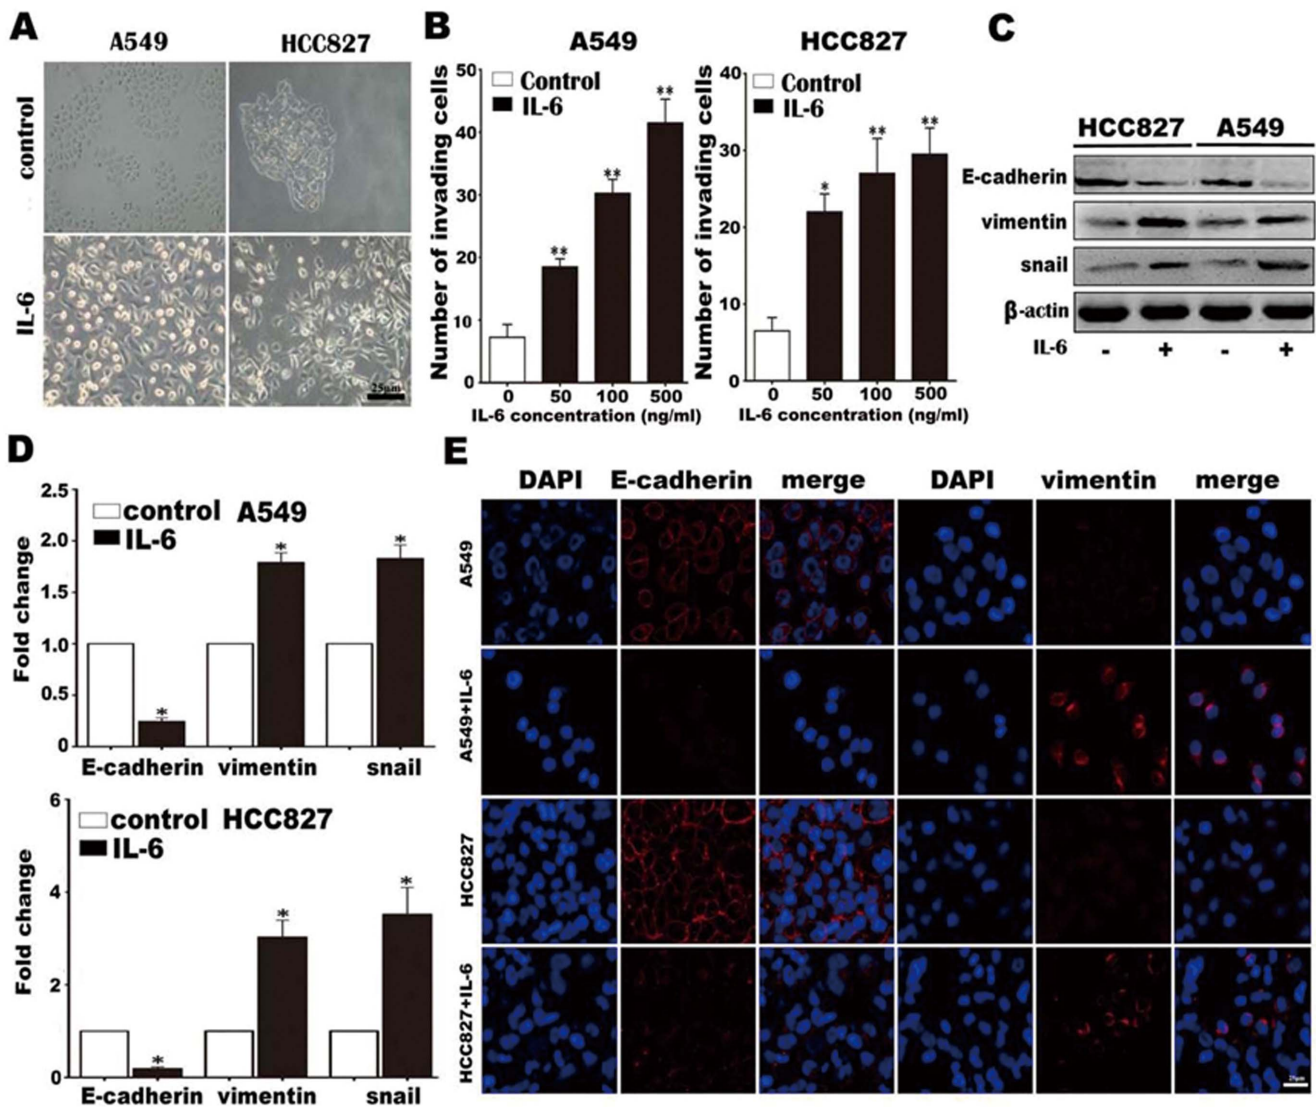 A
A549 HCC827
control
IL-6
25um
B
A549
Number of invading cells
50
40
30
20
10
0
Control
IL-6
** ** **
0 50 100 500
IL-6 concentration (ng/ml)
HCC827
Number of invading cells
40
30
20
10
0
Control
IL-6
* ** **
0 50 100 500
IL-6 concentration (ng/ml)
C
HCC827 A549
E-cadherin
vimentin
snail
β-actin
IL-6 - + - +
D
Fold change
2.5
2.0
1.5
1.0
0.5
0
control A549
IL-6
* * *
E-cadherin vimentin snail
Fold change
6
4
2
0
control HCC827
IL-6
* * *
E-cadherin vimentin snail
E
DAPI E-cadherin merge DAPI vimentin merge
A549
A549+IL-6
HCC827
HCC827+IL-6
25μm